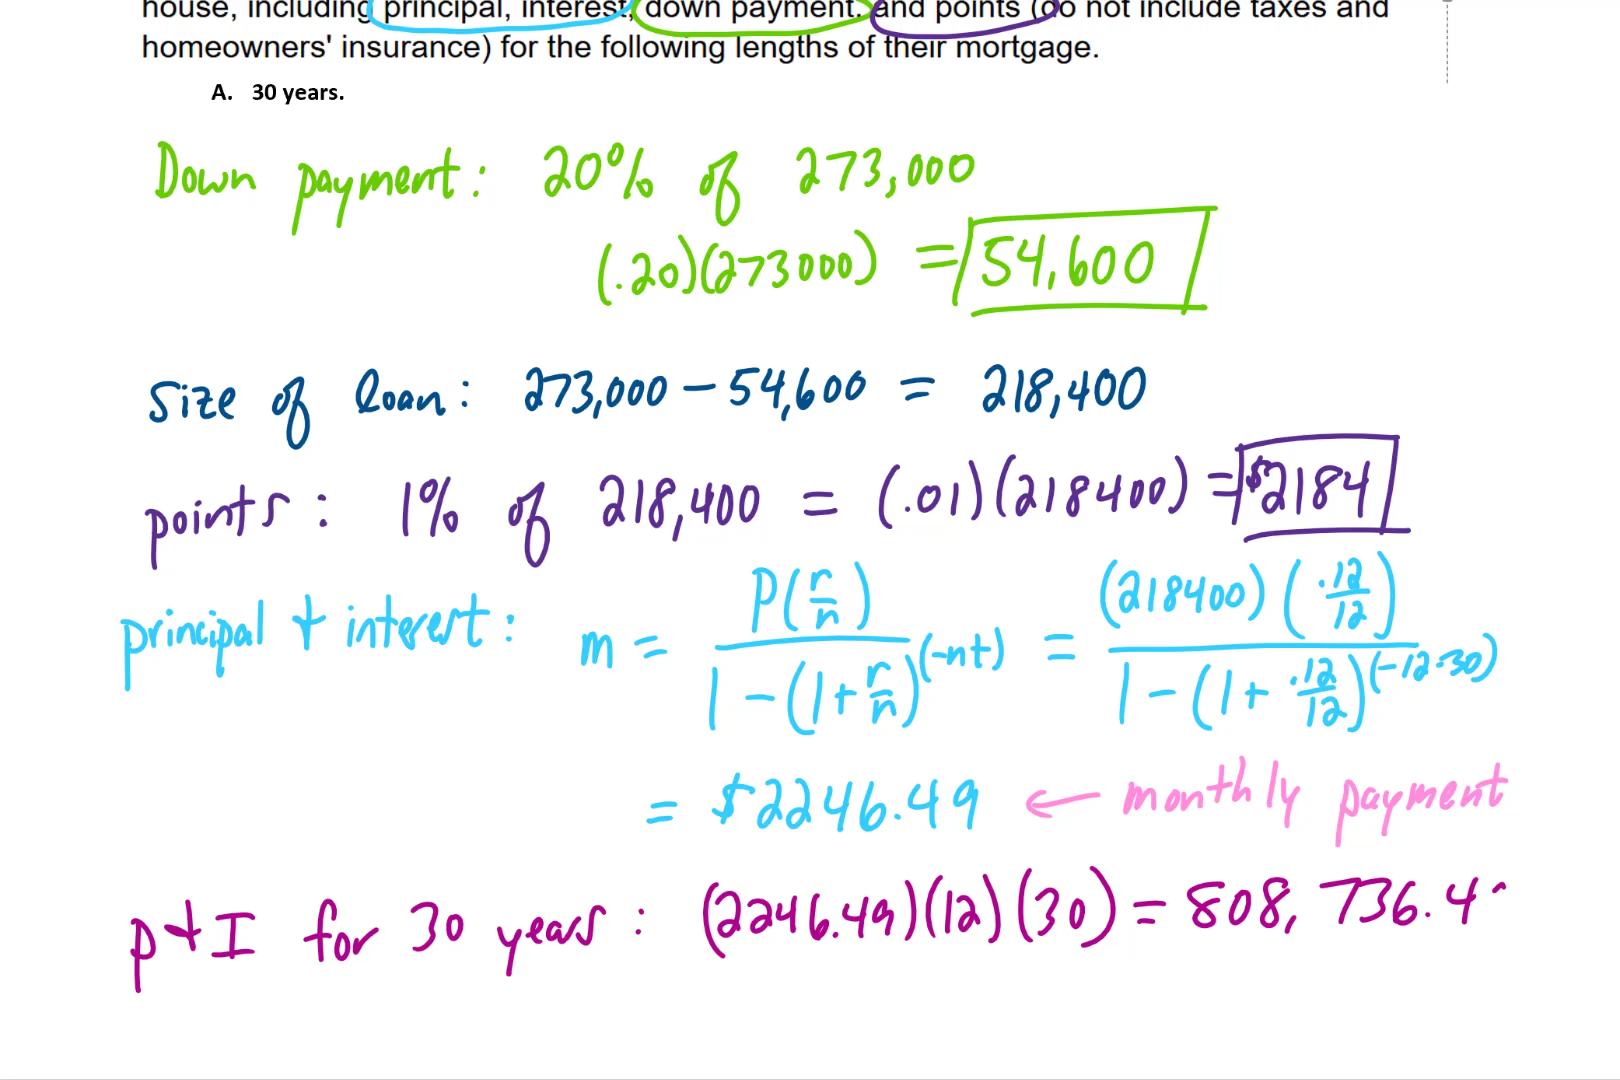 house, including principal, interest, down payment, and points (do not include taxes and
homeowners' insurance) for the following lengths of their mortgage.
A. 30 years.
Down payment: 20% of 273,000
(.20)(273000) = 54,600
Size of loan: 273,000 - 54,600 = 218,400
points: 1% of 218,400 = (.01)(218400) = $2184
principal & interest: m = P(r/n) / 1-(1+r/n)^(-nt) = (218400)(.12/12) / 1-(1+.12/12)^(-12·30)
= $2246.49 ← monthly payment
P & I for 30 years: (2246.49)(12)(30) = 808,736.4